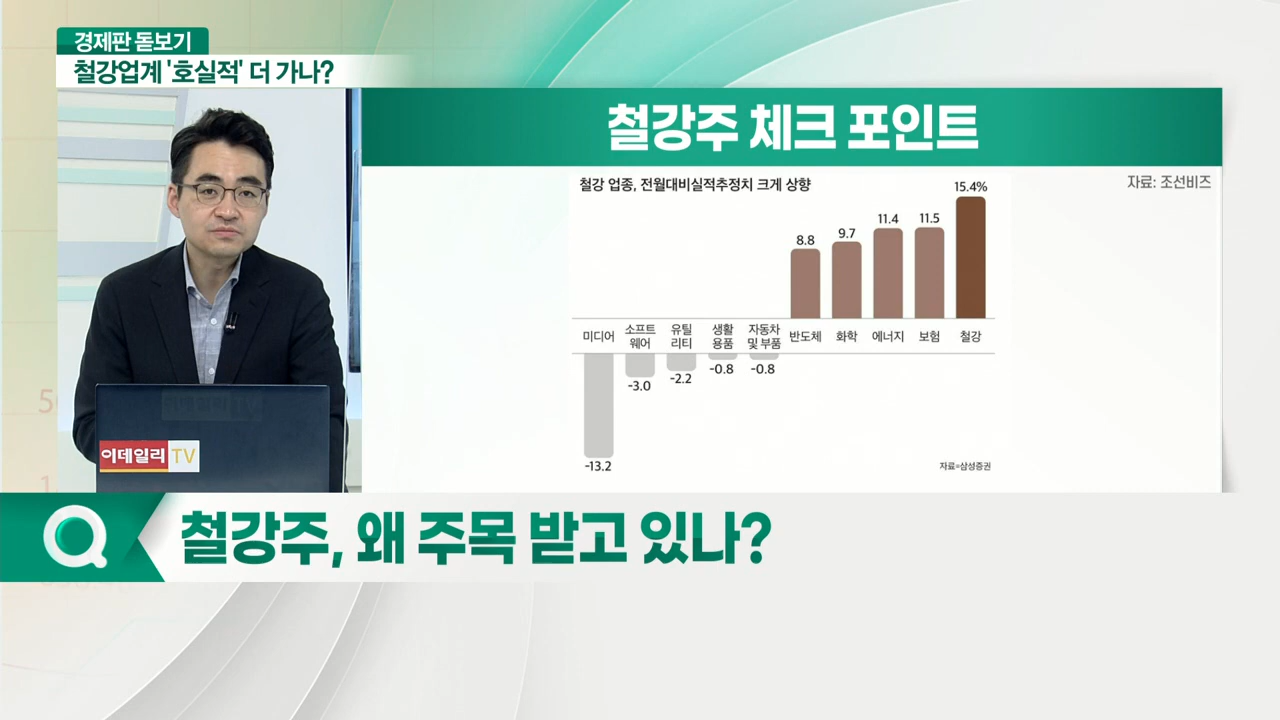 경제판 돋보기
철강업계 '호실적' 더 가나?
철강주 체크 포인트
철강 업종, 전월대비실적추정치 크게 상향
자료: 조선비즈
15.4%
11.5
11.4
9.7
8.8
미디어 소프트웨어 유틸리티 생활용품 자동차 및 부품 반도체 화학 에너지 보험 철강
-0.8
-0.8
-2.2
-3.0
-13.2
자료=삼성증권
이데일리 TV
철강주, 왜 주목 받고 있나?